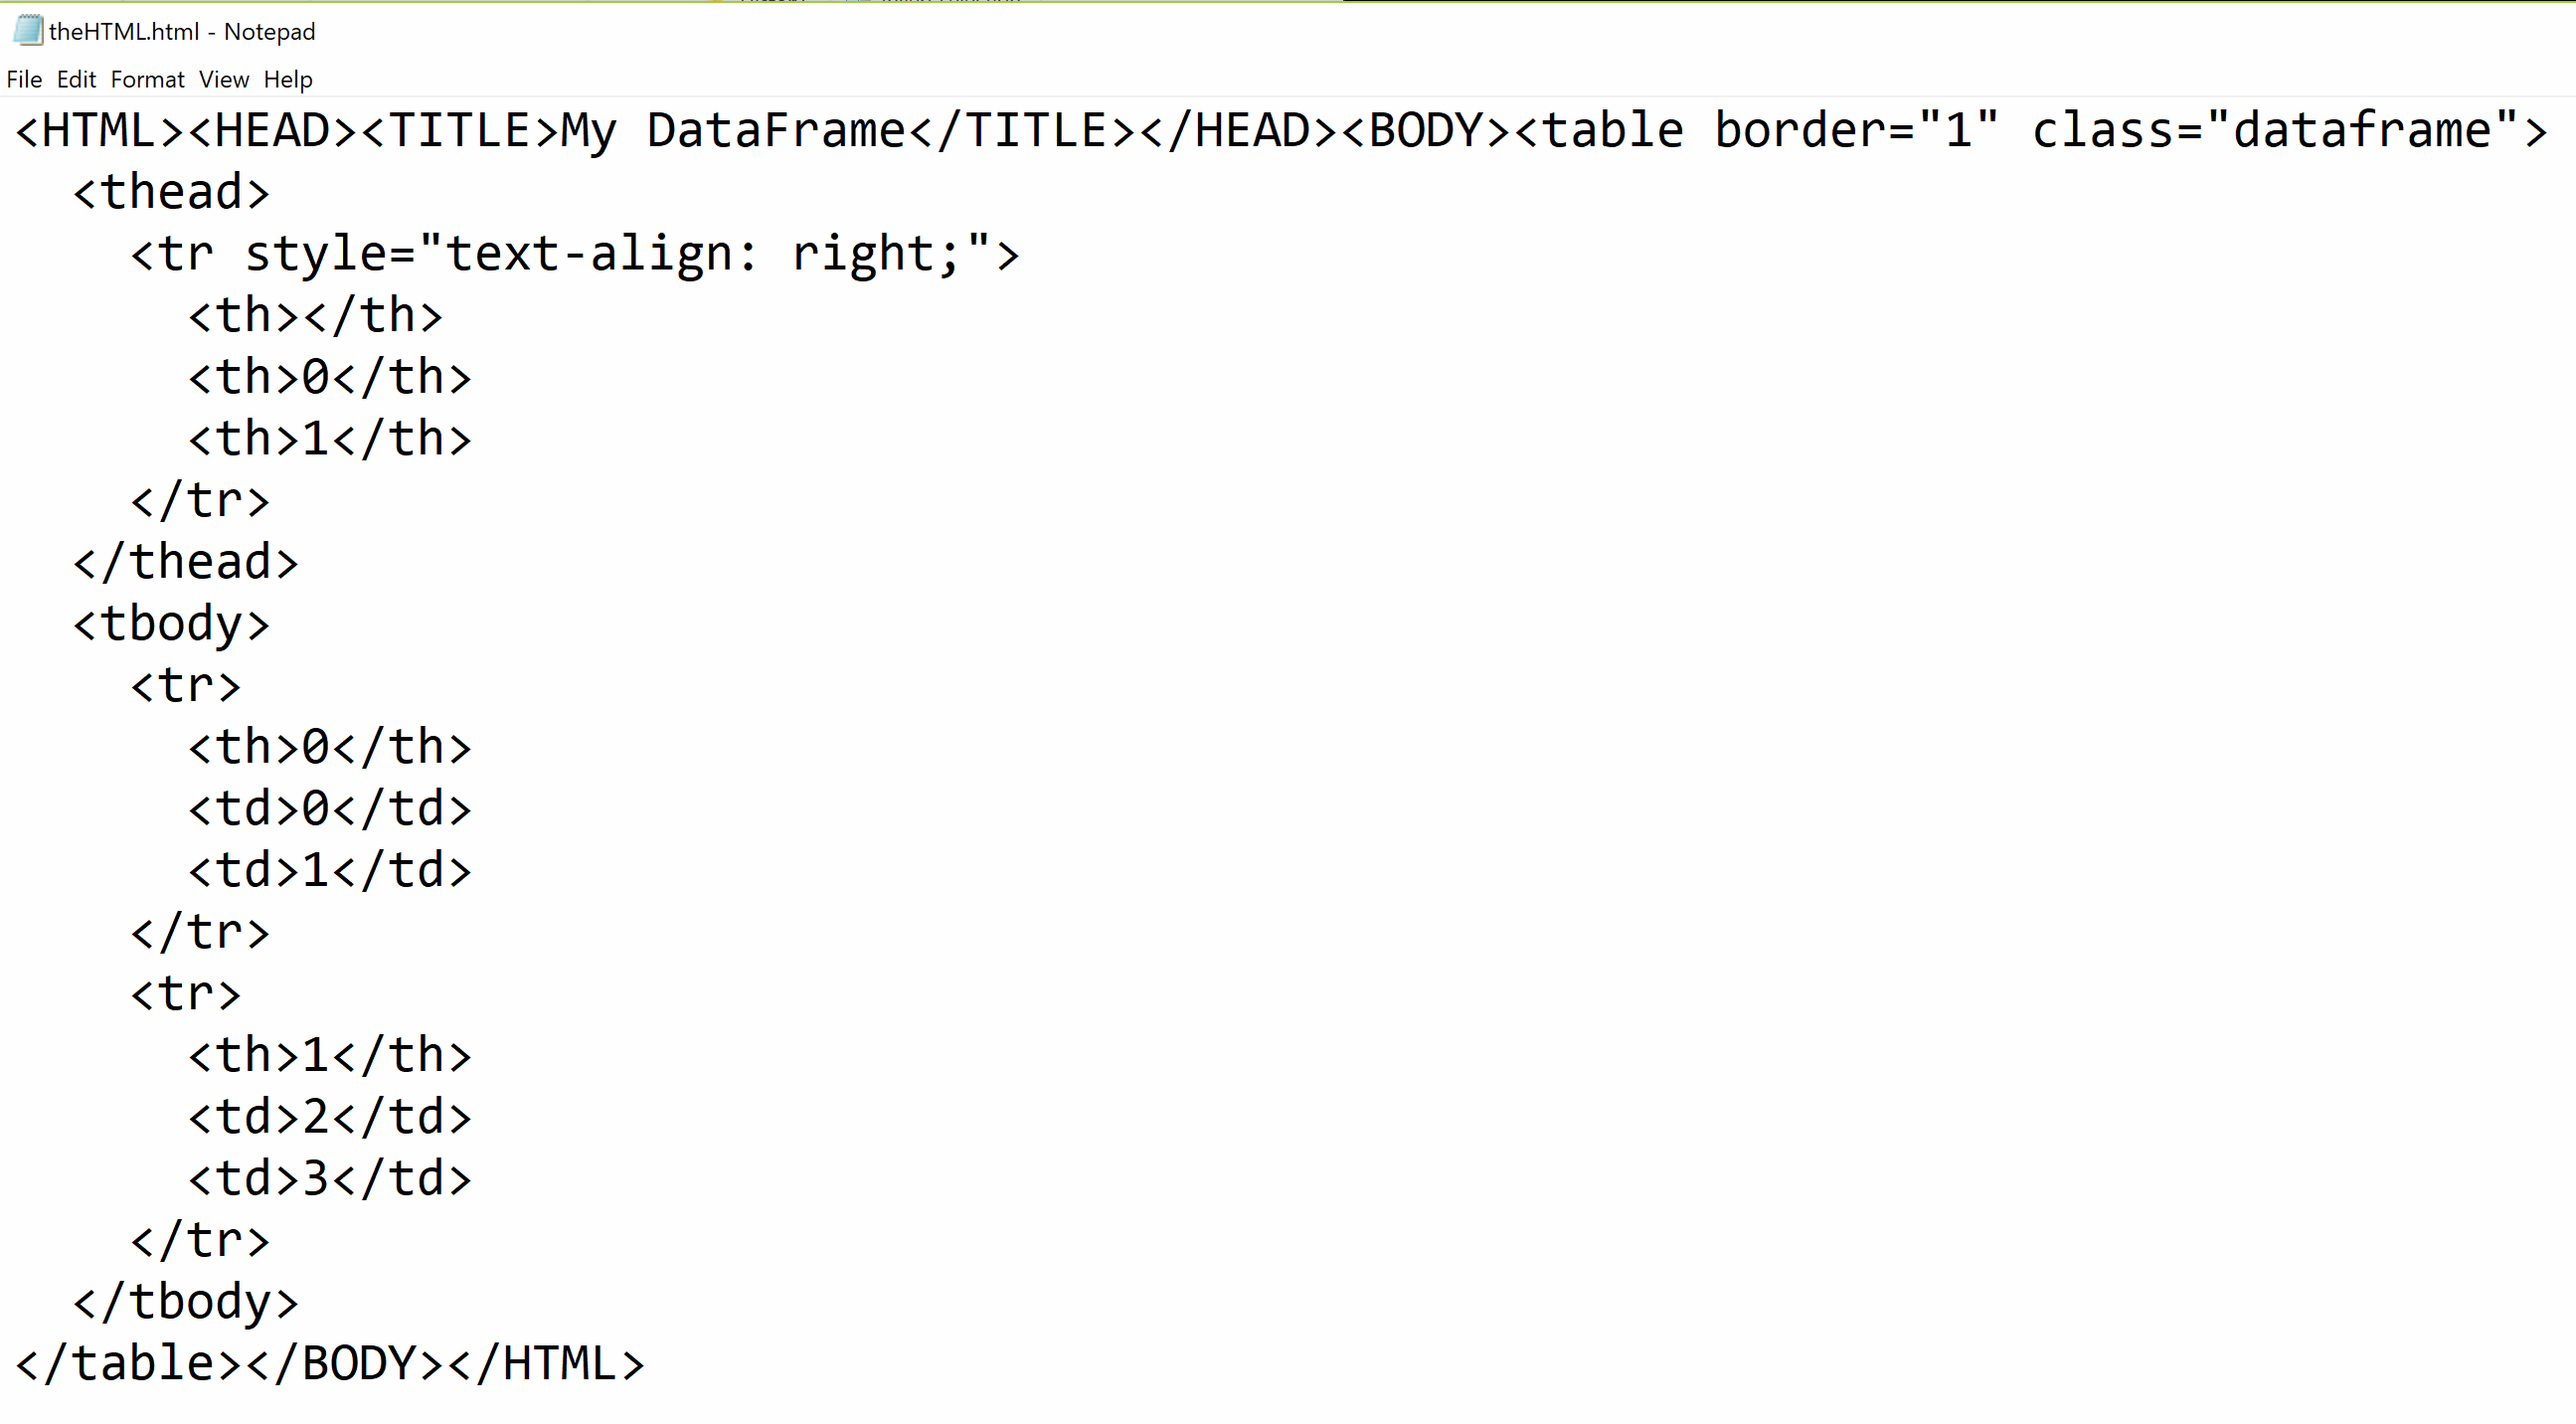 theHTML.html - Notepad
File Edit Format View Help
<HTML><HEAD><TITLE>My DataFrame</TITLE></HEAD><BODY><table border="1" class="dataframe">
  <thead>
    <tr style="text-align: right;">
      <th></th>
      <th>0</th>
      <th>1</th>
    </tr>
  </thead>
  <tbody>
    <tr>
      <th>0</th>
      <td>0</td>
      <td>1</td>
    </tr>
    <tr>
      <th>1</th>
      <td>2</td>
      <td>3</td>
    </tr>
  </tbody>
</table></BODY></HTML>